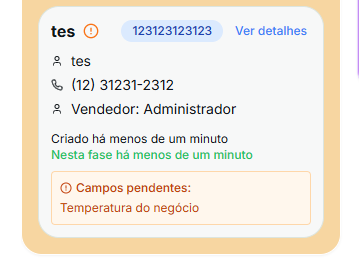 tes 123123123123 Ver detalhes
tes
(12) 31231-2312
Vendedor: Administrador
Criado há menos de um minuto
Nesta fase há menos de um minuto
Campos pendentes:
Temperatura do negócio